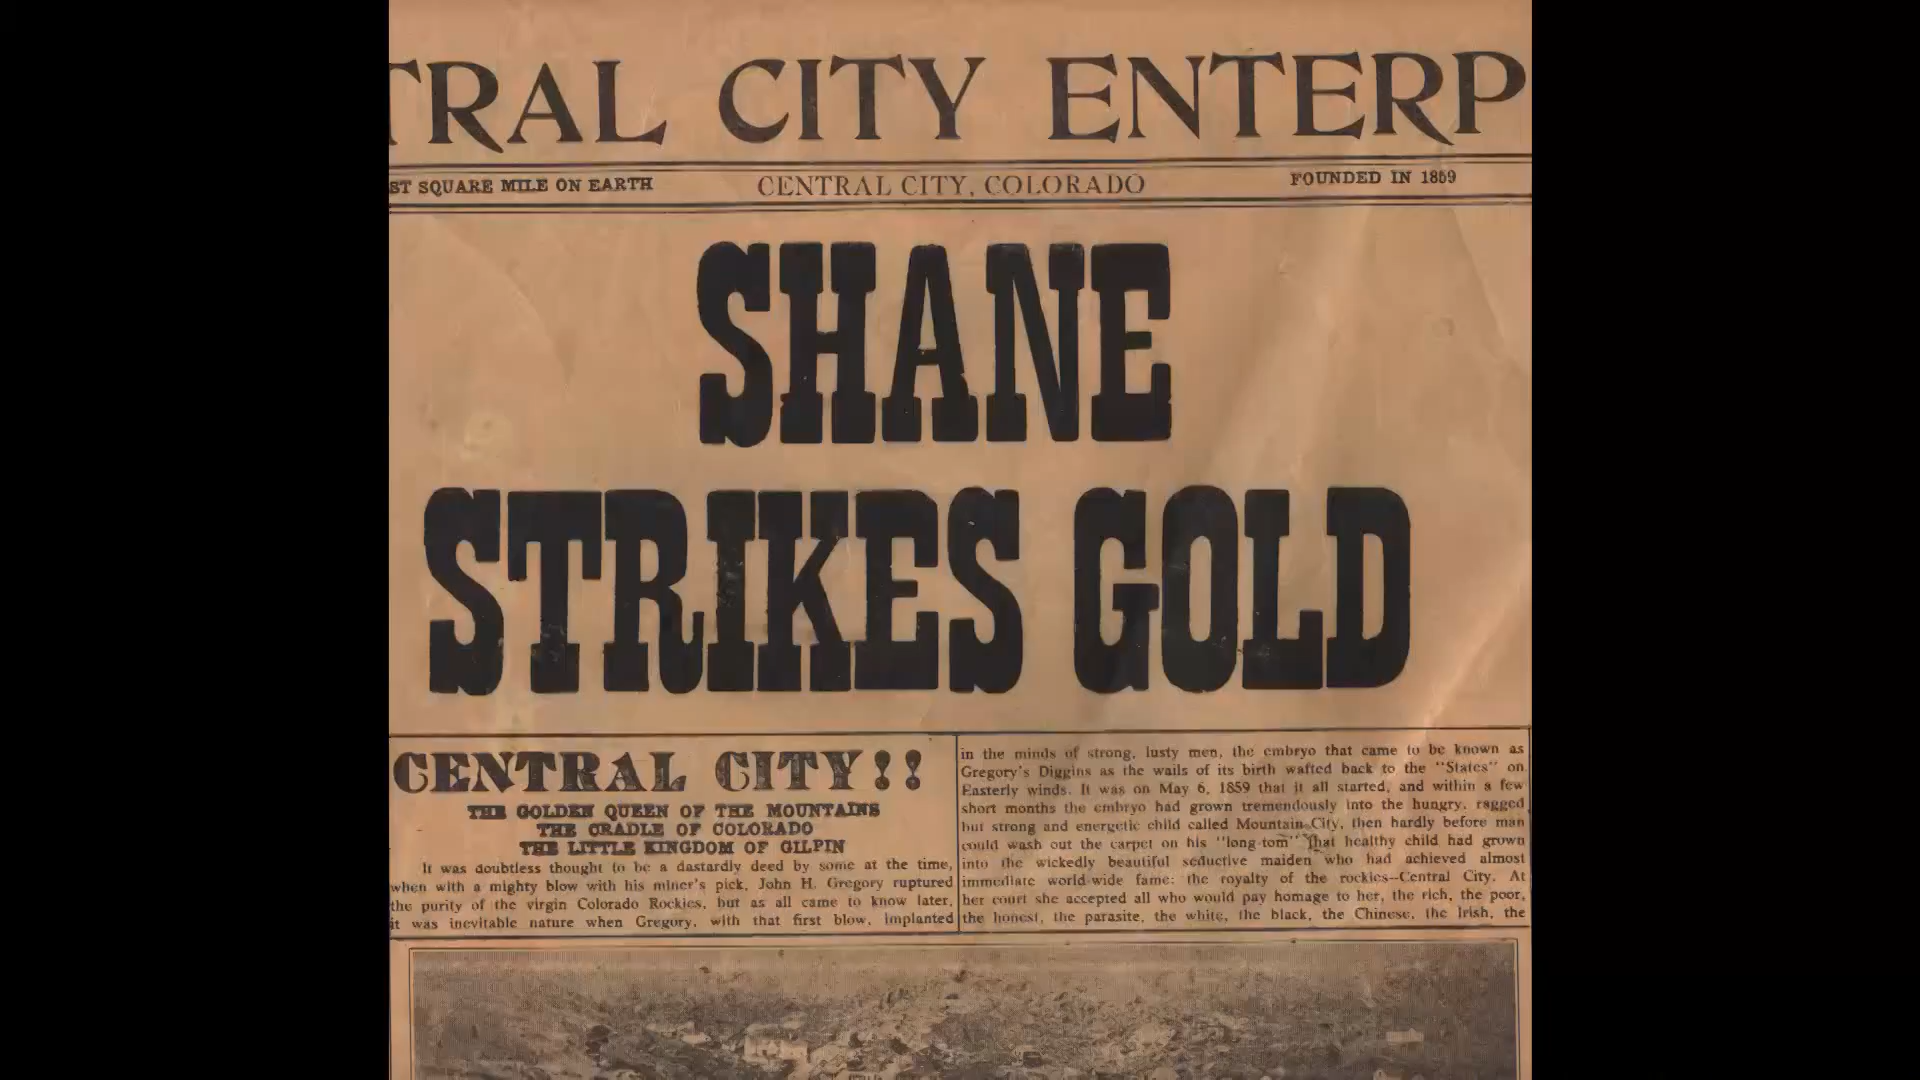 TRAL CITY ENTERP
ST SQUARE MILE ON EARTH
CENTRAL CITY, COLORADO
FOUNDED IN 1859
SHANE
STRIKES GOLD
CENTRAL CITY!!
THE GOLDEN QUEEN OF THE MOUNTAINS
THE CRADLE OF COLORADO
THE LITTLE KINGDOM OF GILPIN
It was doubtless thought to be a dastardly deed by some at the time,
when with a mighty blow with his miner's pick, John H. Gregory ruptured
the purity of the virgin Colorado Rockies, but as all came to know later,
it was inevitable nature when Gregory, with that first blow, implanted
in the minds of strong, lusty men, the embryo that came to be known as
Gregory's Diggins as the wails of its birth wafted back to the "States" on
Easterly winds. It was on May 6, 1859 that it all started, and within a few
short months the embryo had grown tremendously into the hungry, ragged
but strong and energetic child called Mountain City, then hardly before man
could wash out the carpet on his "long-tom" that healthy child had grown
into the wickedly beautiful seductive maiden who had achieved almost
immediate world-wide fame: the royalty of the rockies--Central City. At
her court she accepted all who would pay homage to her, the rich, the poor,
the honest, the parasite, the white, the black, the Chinese, the Irish, the